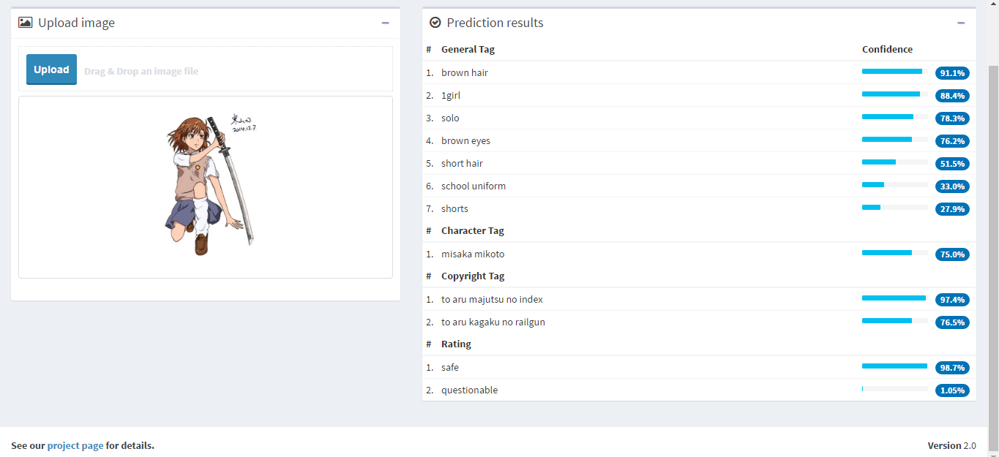 Upload image
Upload
Drag & Drop an image file
2014.12.7
Prediction results
# General Tag Confidence
1. brown hair 91.1%
2. 1girl 88.4%
3. solo 78.3%
4. brown eyes 76.2%
5. short hair 51.5%
6. school uniform 33.0%
7. shorts 27.9%
# Character Tag
1. misaka mikoto 75.0%
# Copyright Tag
1. to aru majutsu no index 97.4%
2. to aru kagaku no railgun 76.5%
# Rating
1. safe 98.7%
2. questionable 1.05%
See our project page for details.
Version 2.0